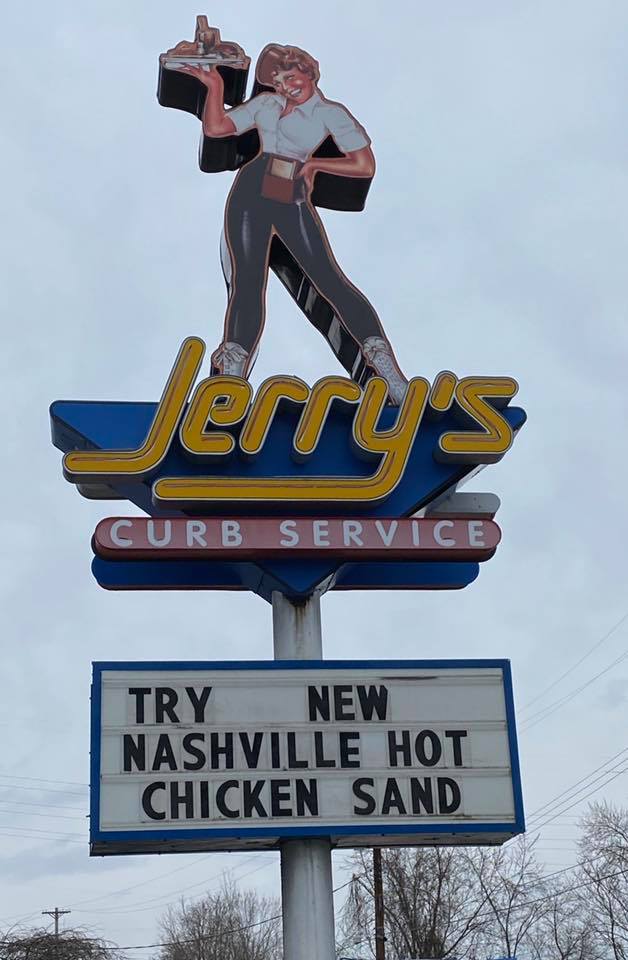 Jerry's
CURB SERVICE
TRY NEW
NASHVILLE HOT
CHICKEN SAND